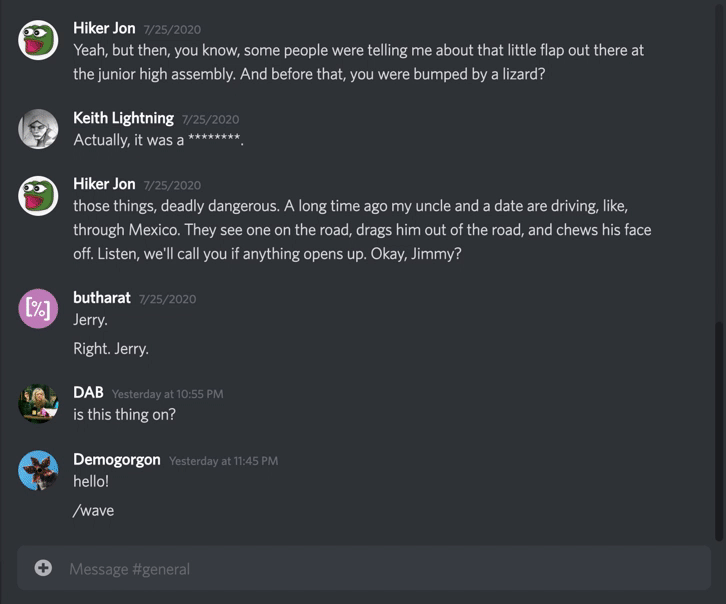 Hiker Jon 7/25/2020
Yeah, but then, you know, some people were telling me about that little flap out there at
the junior high assembly. And before that, you were bumped by a lizard?
Keith Lightning 7/25/2020
Actually, it was a ********.
Hiker Jon 7/25/2020
those things, deadly dangerous. A long time ago my uncle and a date are driving, like,
through Mexico. They see one on the road, drags him out of the road, and chews his face
off. Listen, we'll call you if anything opens up. Okay, Jimmy?
[%]
butharat 7/25/2020
Jerry.
Right. Jerry.
DAB Yesterday at 10:55 PM
is this thing on?
Demogorgon Yesterday at 11:45 PM
hello!
/wave
Message #general